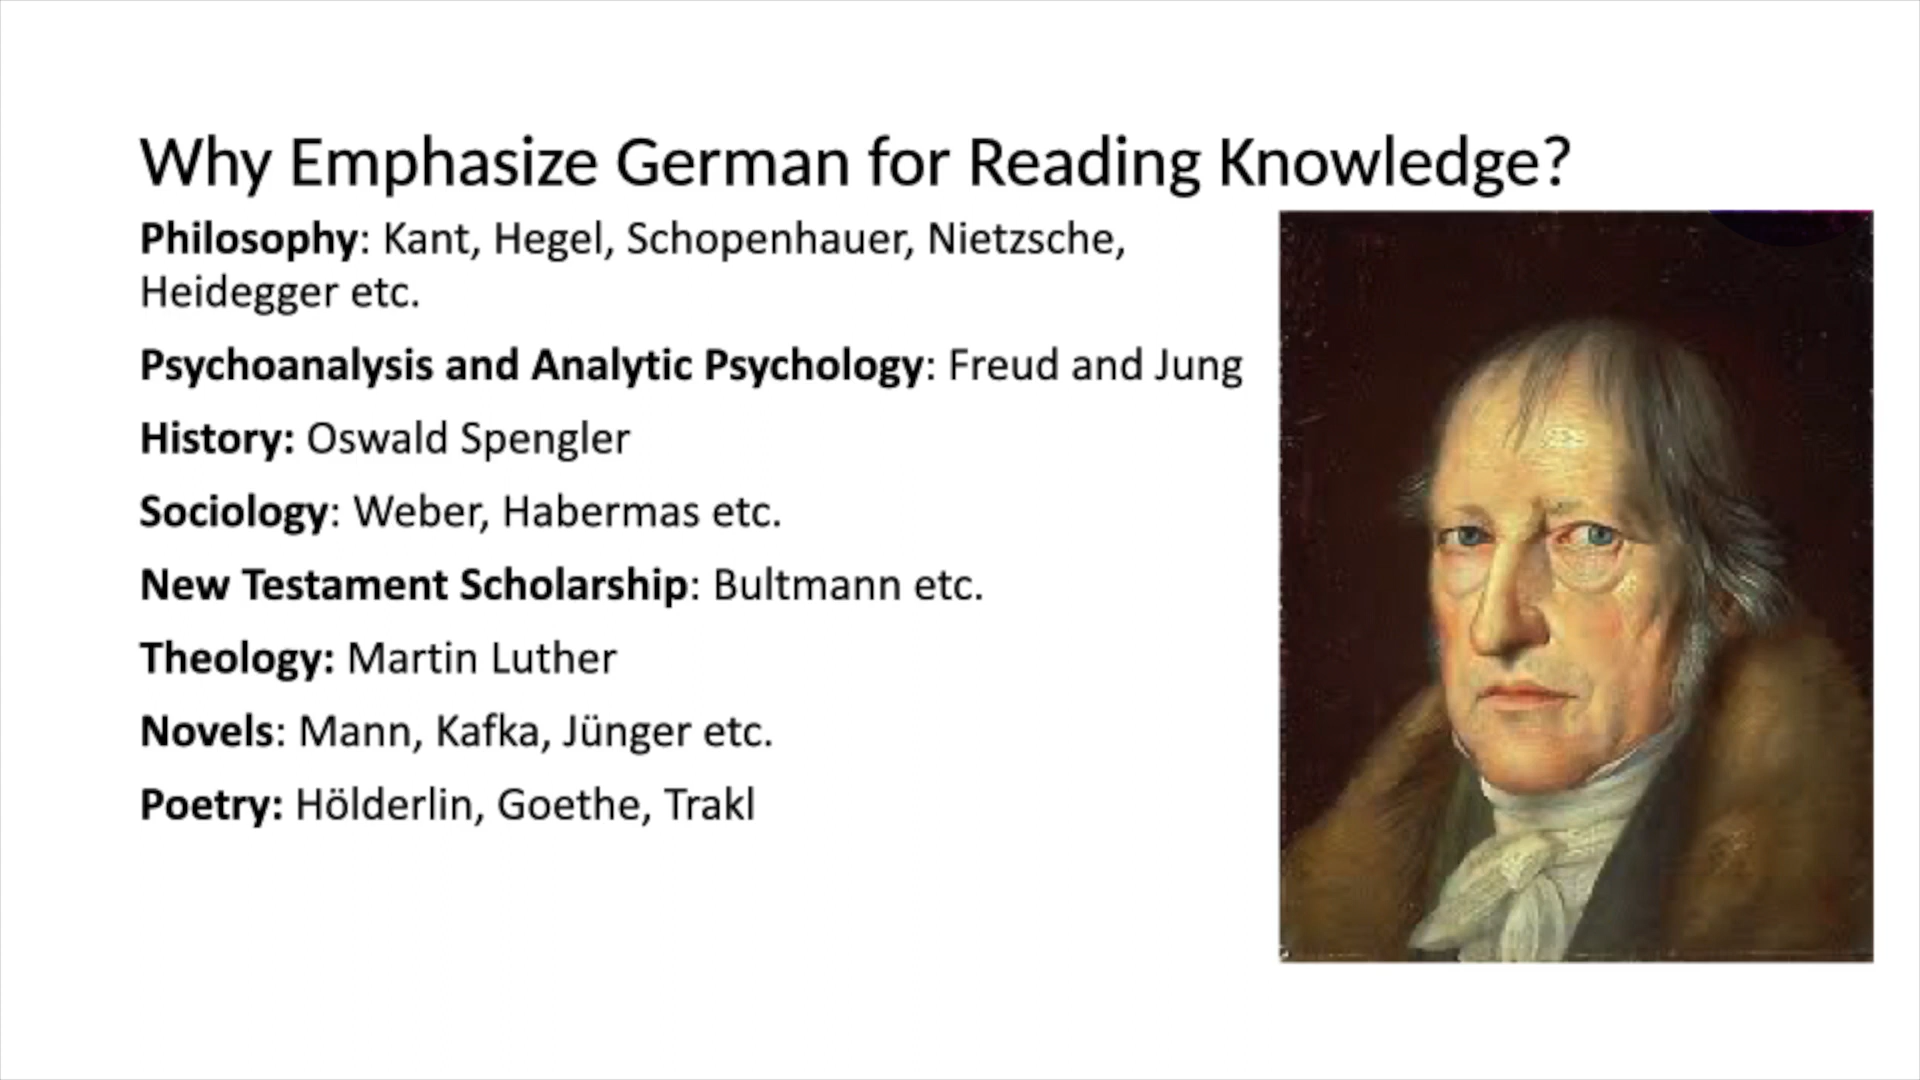 Why Emphasize German for Reading Knowledge?
Philosophy: Kant, Hegel, Schopenhauer, Nietzsche,
Heidegger etc.
Psychoanalysis and Analytic Psychology: Freud and Jung
History: Oswald Spengler
Sociology: Weber, Habermas etc.
New Testament Scholarship: Bultmann etc.
Theology: Martin Luther
Novels: Mann, Kafka, Jünger etc.
Poetry: Hölderlin, Goethe, Trakl